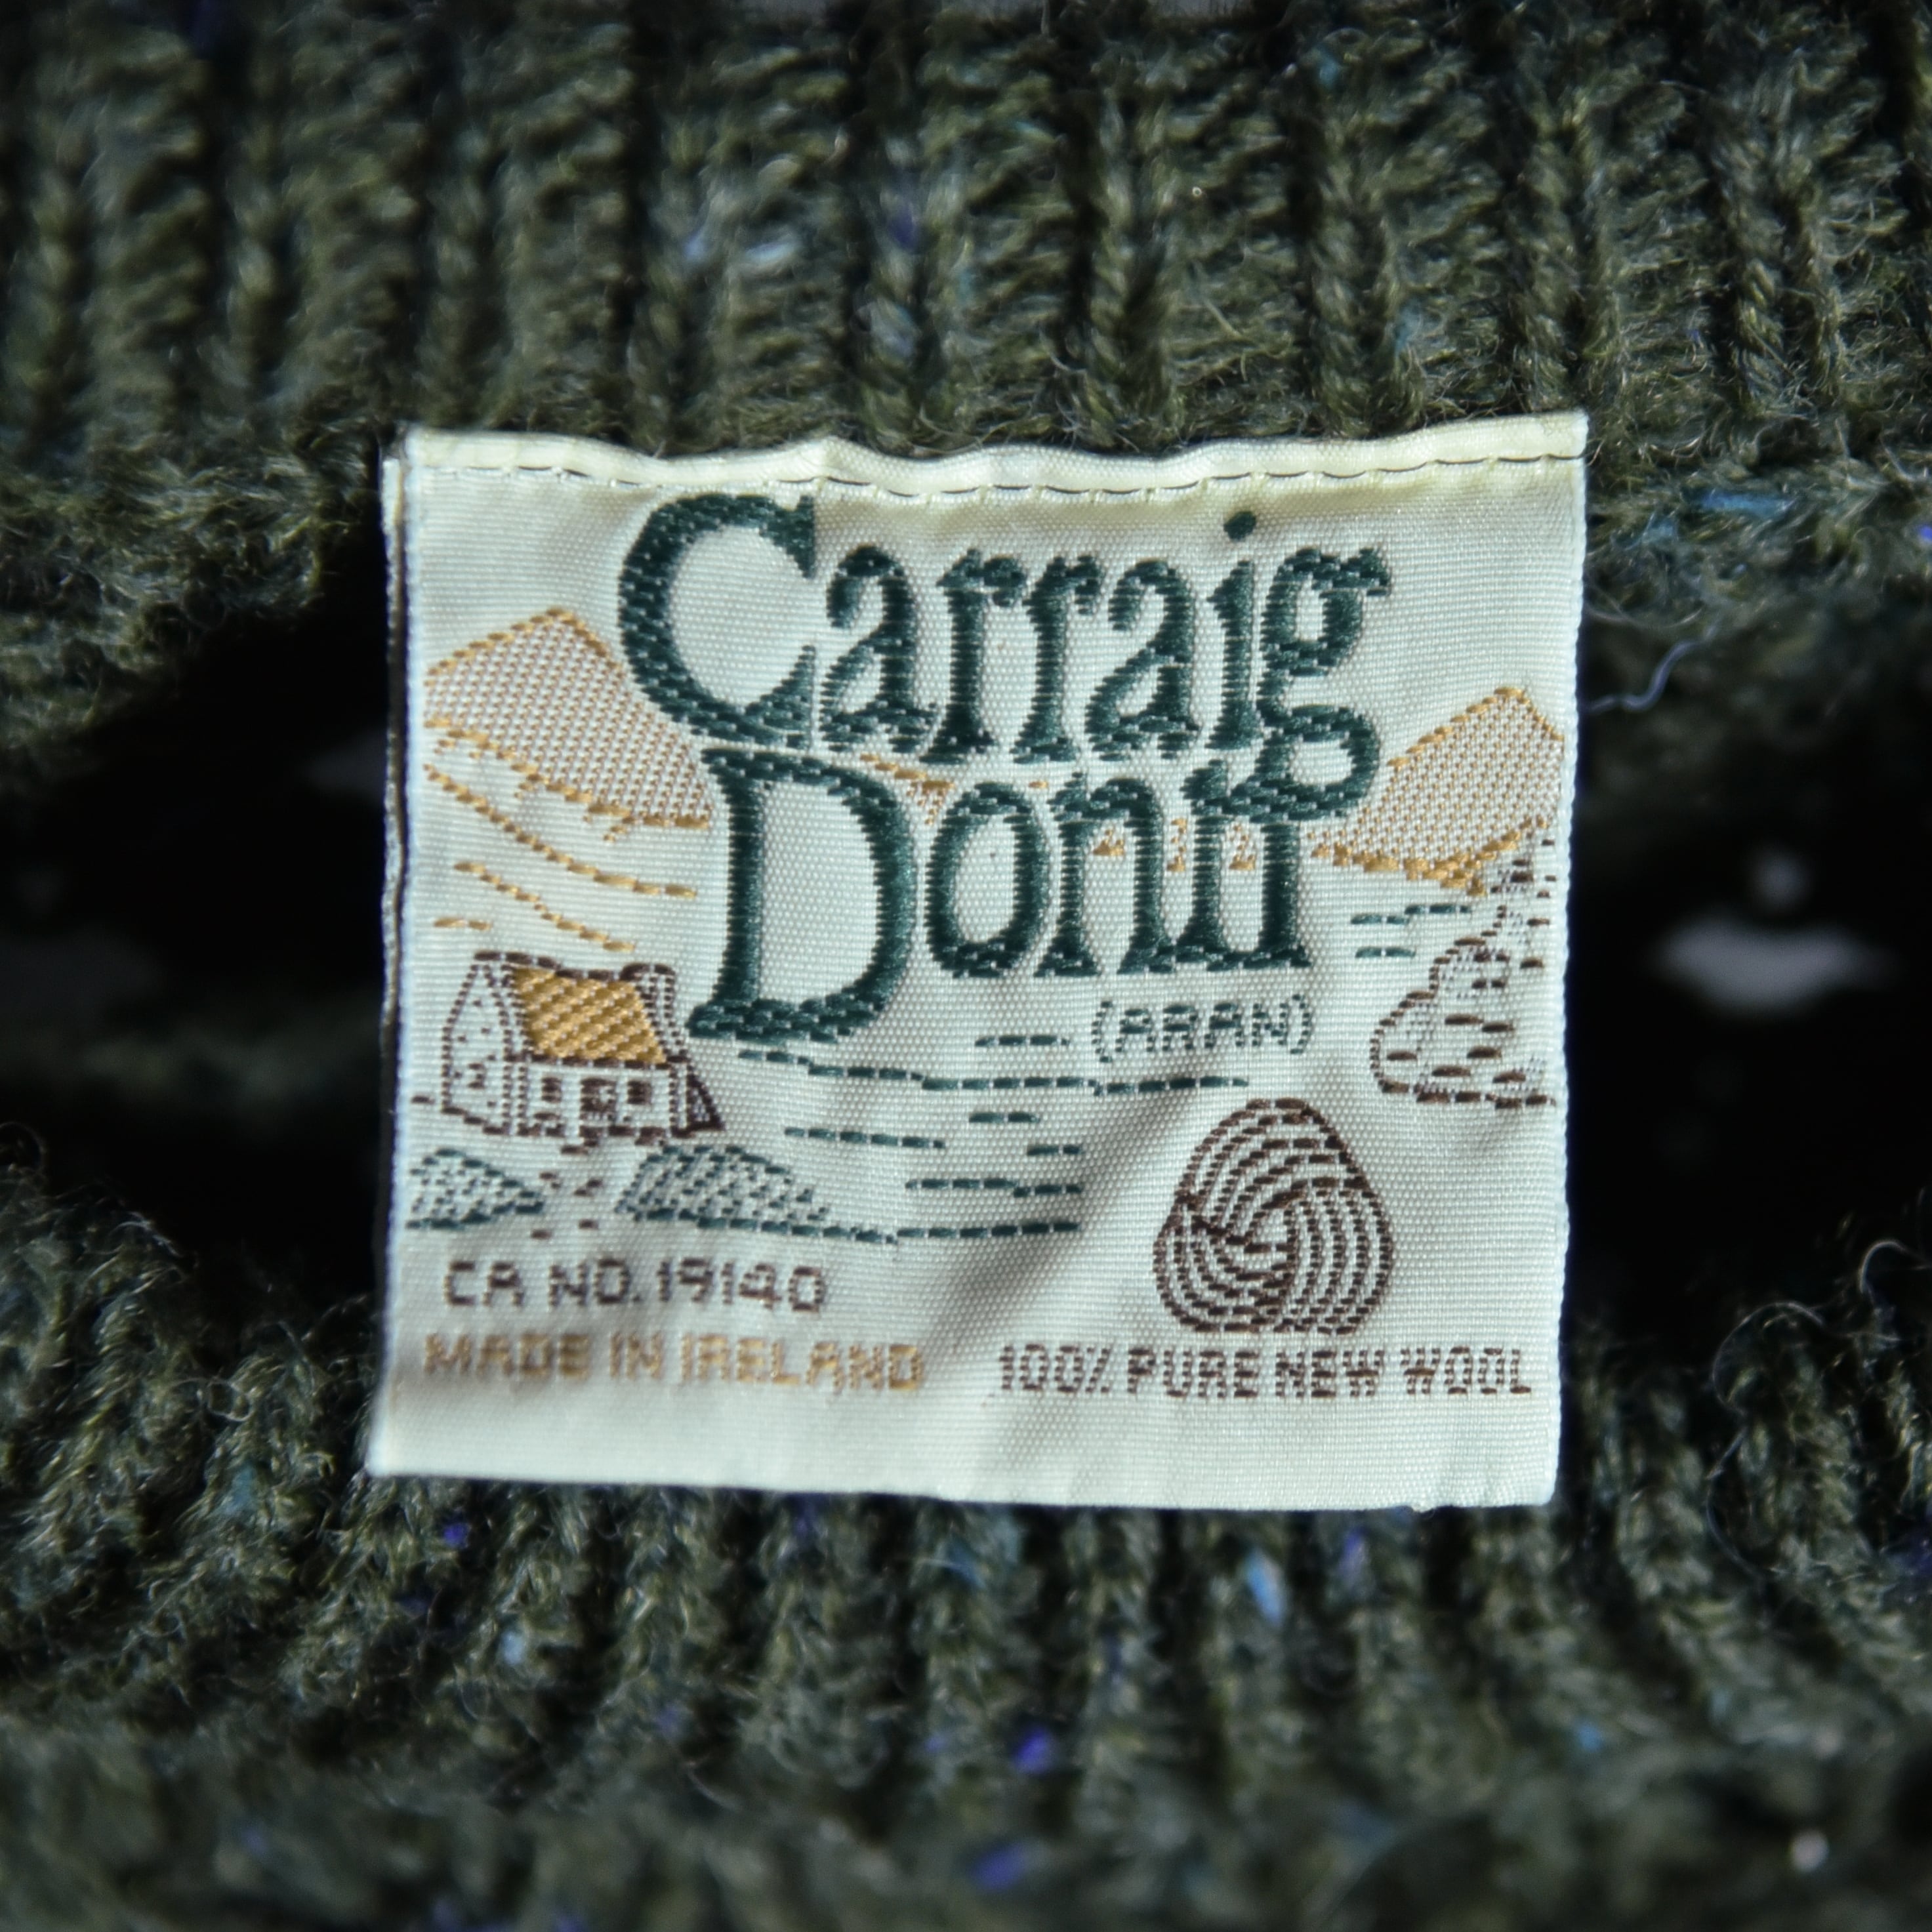 Carraig
Donn
(ARAN)
CA NO. 19140
MADE IN IRELAND
100% PURE NEW WOOL